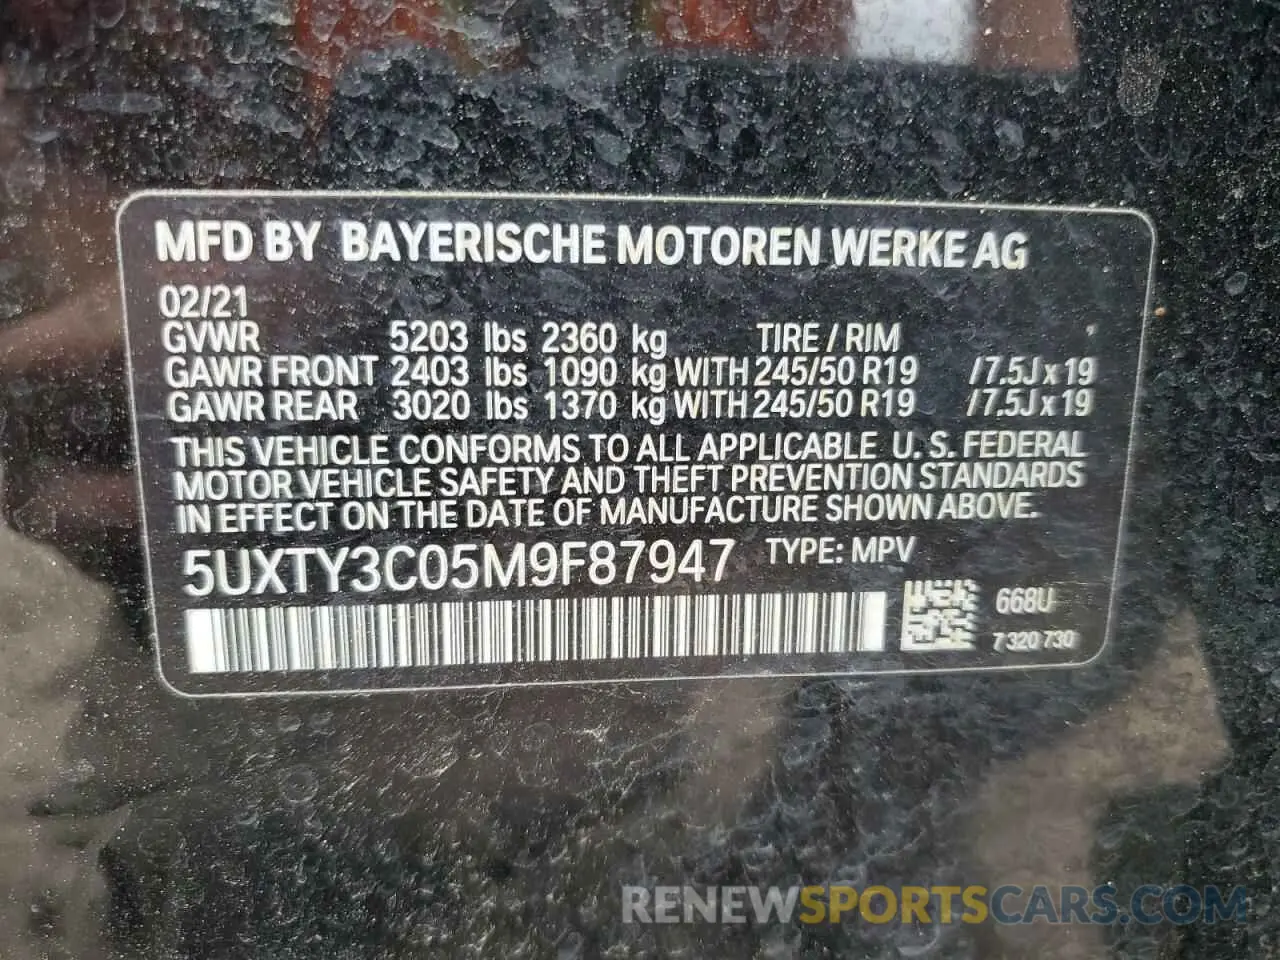 MFD BY BAYERISCHE MOTOREN WERKE AG
02/21
GVWR 5203 lbs 2360 kg TIRE / RIM
GAWR FRONT 2403 lbs 1090 kg WITH 245/50 R19 / 7.5J x 19
GAWR REAR 3020 lbs 1370 kg WITH 245/50 R19 / 7.5J x 19
THIS VEHICLE CONFORMS TO ALL APPLICABLE U. S. FEDERAL
MOTOR VEHICLE SAFETY AND THEFT PREVENTION STANDARDS
IN EFFECT ON THE DATE OF MANUFACTURE SHOWN ABOVE.
5UXTY3C05M9F87947 TYPE: MPV
668U
7 320 730
RENEWSPORTSCARS.COM